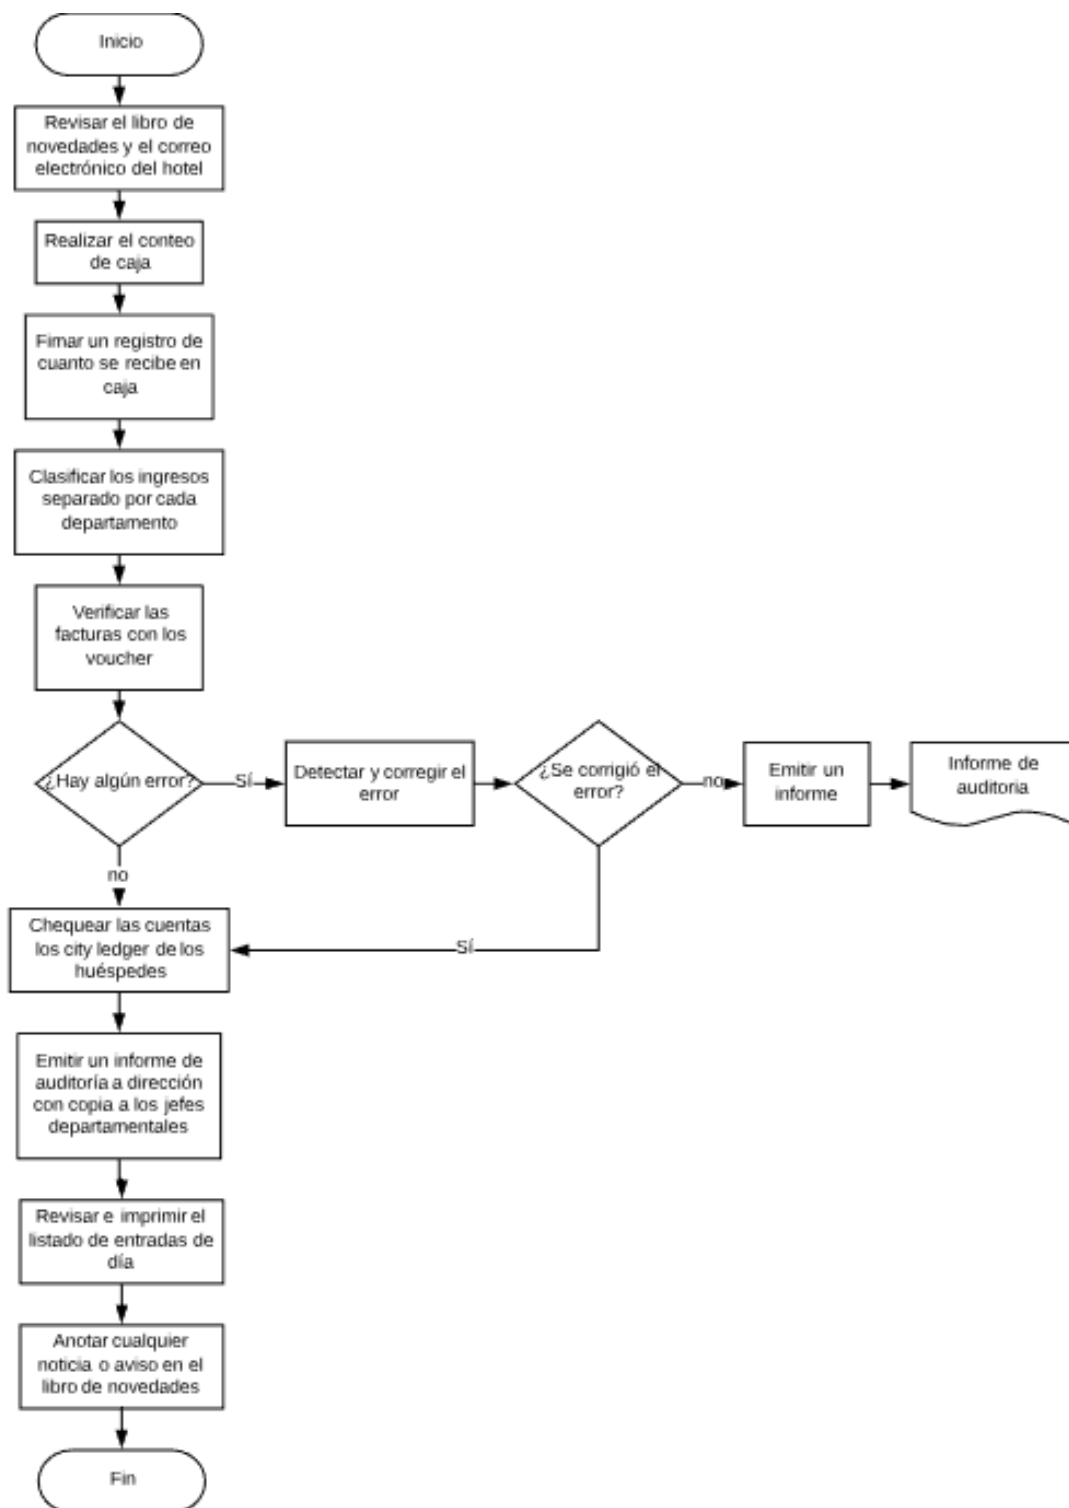 Inicio
Revisar el libro de
novedades y el correo
electrónico del hotel
Realizar el conteo
de caja
Fimar un registro de
cuanto se recibe en
caja
Clasificar los ingresos
separado por cada
departamento
Verificar las
facturas con los
voucher
¿Hay algún error?
Sí
Detectar y corregir el
error
¿Se corrigió el
error?
no
Emitir un
informe
Informe de
auditoria
no
Chequear las cuentas
los city ledger de los
huéspedes
Sí
Emitir un informe de
auditoría a dirección
con copia a los jefes
departamentales
Revisar e imprimir el
listado de entradas de
día
Anotar cualquier
noticia o aviso en el
libro de novedades
Fin